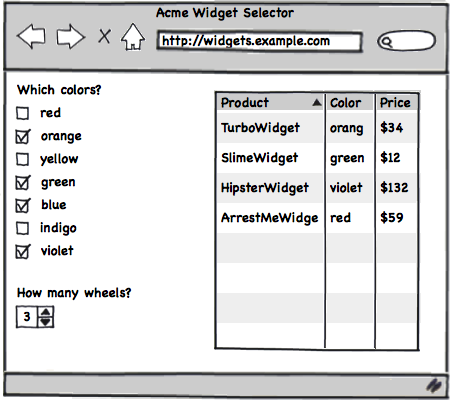 Acme Widget Selector
http://widgets.example.com
Which colors?
red
orange
yellow
green
blue
indigo
violet
How many wheels?
3
Product Color Price
TurboWidget orang $34
SlimeWidget green $12
HipsterWidget violet $132
ArrestMeWidge red $59